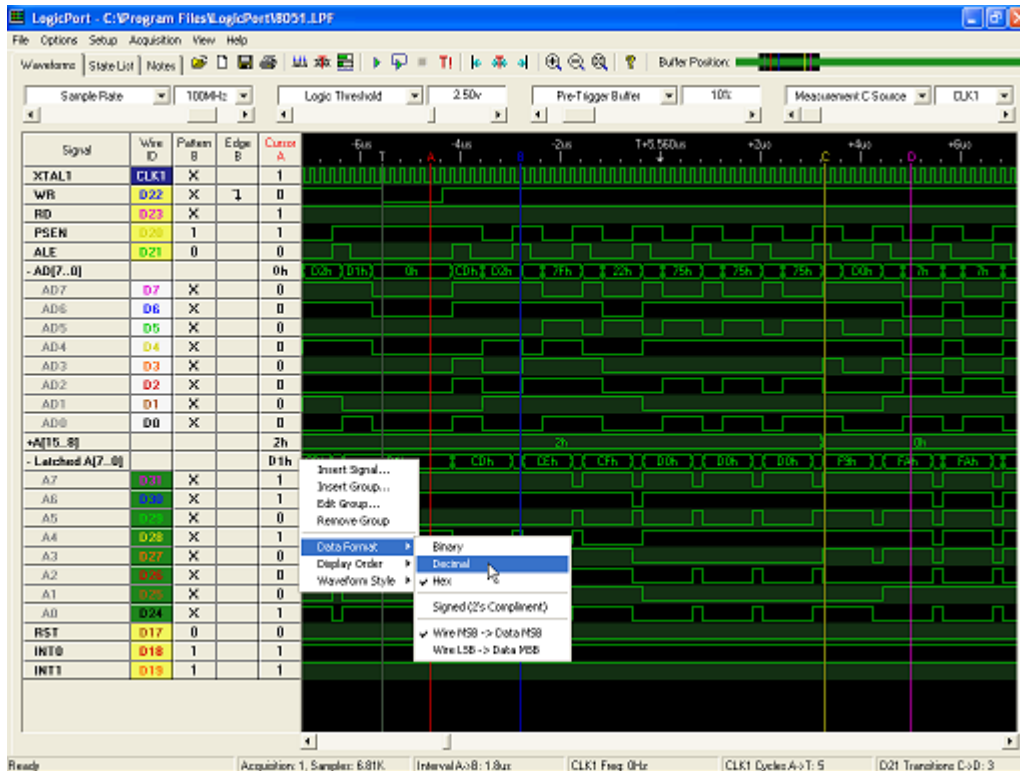 LogicPort - C:\Program Files\LogicPort\8051.LPF
File Options Setup Acquisition View Help
Waveforms State List Notes Buffer Position:
Sample Rate 100MHz Logic Threshold 2.50v Pre-Trigger Buffer 10% Measurement C Source CLK1
Signal Wire ID Pattern B Edge B Cursor A
-6us -4us -2us T+5.560us +2us +4us +6us
T A B C D
XTAL1 CLK1 X 1
WR D22 X 0
RD D23 X 1
PSEN D20 1 1
ALE D21 0 0
- AD[7..0] 0h D2h D1h 0h CDh D2h 7Fh 22h 75h 75h 75h D0h 7h 7h
AD7 D7 X 0
AD6 D6 X 0
AD5 D5 X 0
AD4 D4 X 0
AD3 D3 X 0
AD2 D2 X 0
AD1 D1 X 0
AD0 D0 X 0
+A[15..8] 2h 2h 0h
- Latched A[7..0] D1h CDh CEh CFh D0h D0h D0h F9h FAh FAh
A7 D31 X 1
A6 D30 X 1
A5 D29 X 0
A4 D28 X 1
A3 D27 X 0
A2 D26 X 0
A1 D25 X 0
A0 D24 X 1
RST D17 0 0
INT0 D18 1 1
INT1 D19 1 1
Insert Signal...
Insert Group...
Edit Group...
Remove Group
Data Format
Display Order
Waveform Style
Binary
Decimal
Hex
Signed (2's Compliment)
Wire MSB -> Data MSB
Wire LSB -> Data MSB
Ready Acquisition: 1, Samples: 6.81K Interval A->B: 1.8us CLK1 Freq: 0Hz CLK1 Cycles A->T: 5 D21 Transitions C->D: 3